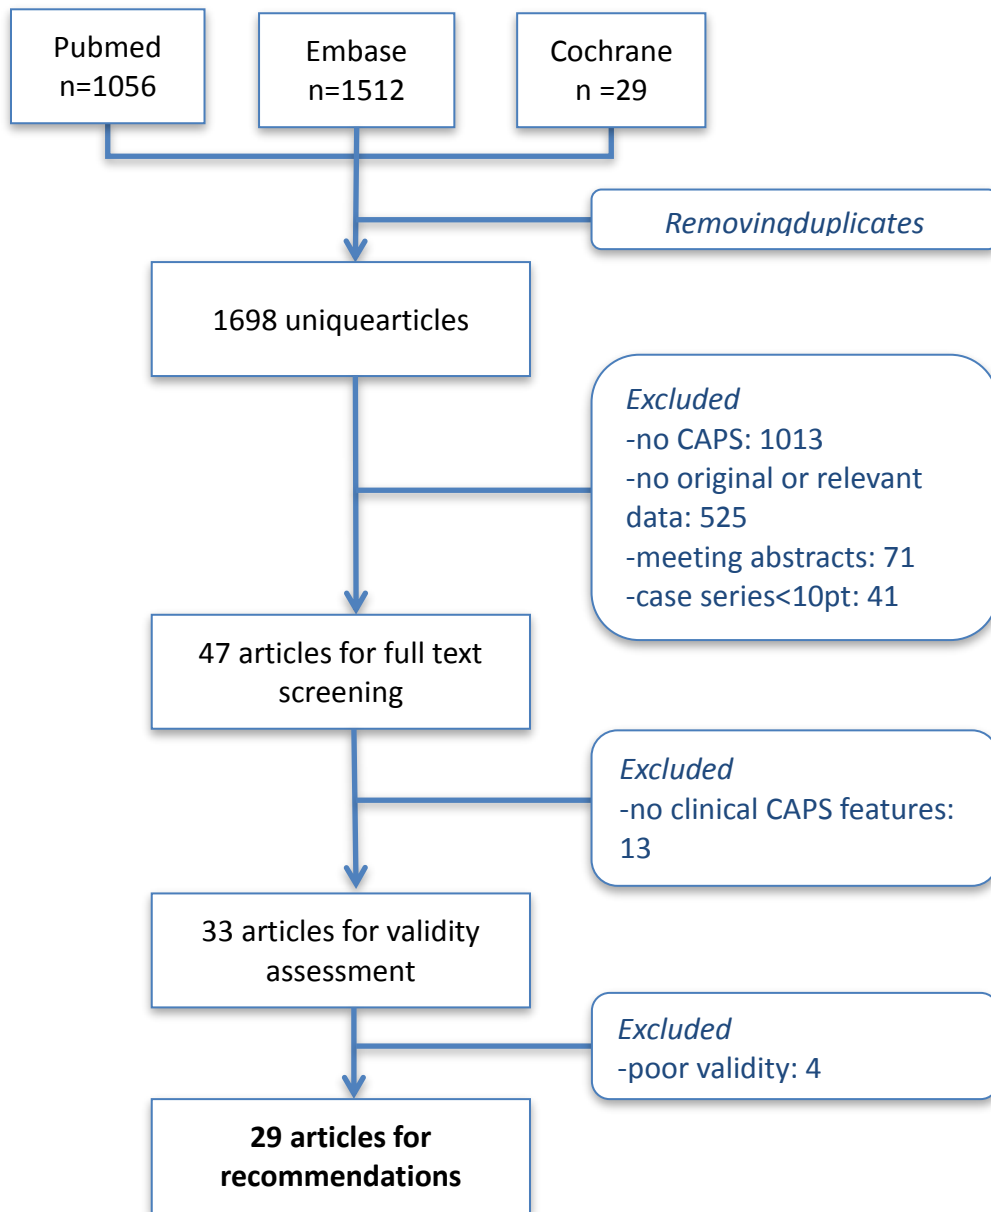 Pubmed
n=1056
Embase
n=1512
Cochrane
n =29
Removingduplicates
1698 uniquearticles
Excluded
-no CAPS: 1013
-no original or relevant
data: 525
-meeting abstracts: 71
-case series<10pt: 41
47 articles for full text
screening
Excluded
-no clinical CAPS features:
13
33 articles for validity
assessment
Excluded
-poor validity: 4
29 articles for
recommendations